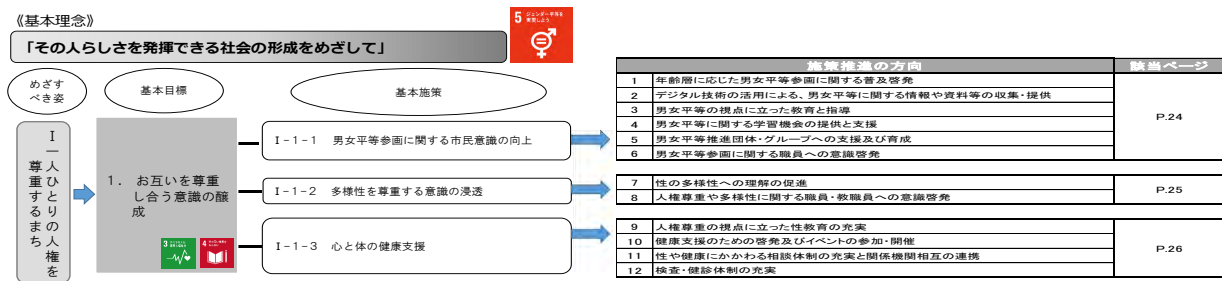 《基本理念》
「その人らしさを発揮できる社会の形成をめざして」
5 ジェンダー平等を
実現しよう
めざす
べき姿
基本目標
基本施策
施策推進の方向
該当ページ
Ⅰ 一人ひとりの人権を
尊重するまち
1. お互いを尊重
し合う意識の醸
成
3
4
Ⅰ-1-1 男女平等参画に関する市民意識の向上
Ⅰ-1-2 多様性を尊重する意識の浸透
Ⅰ-1-3 心と体の健康支援
1 年齢層に応じた男女平等参画に関する普及啓発
2 デジタル技術の活用による、男女平等に関する情報や資料等の収集・提供
3 男女平等の視点に立った教育と指導
4 男女平等に関する学習機会の提供と支援
5 男女平等推進団体・グループへの支援及び育成
6 男女平等参画に関する職員への意識啓発
P.24
7 性の多様性への理解の促進
8 人権尊重や多様性に関する職員・教職員への意識啓発
P.25
9 人権尊重の視点に立った性教育の充実
10 健康支援のための啓発及びイベントの参加・開催
11 性や健康にかかわる相談体制の充実と関係機関相互の連携
12 検査・健診体制の充実
P.26